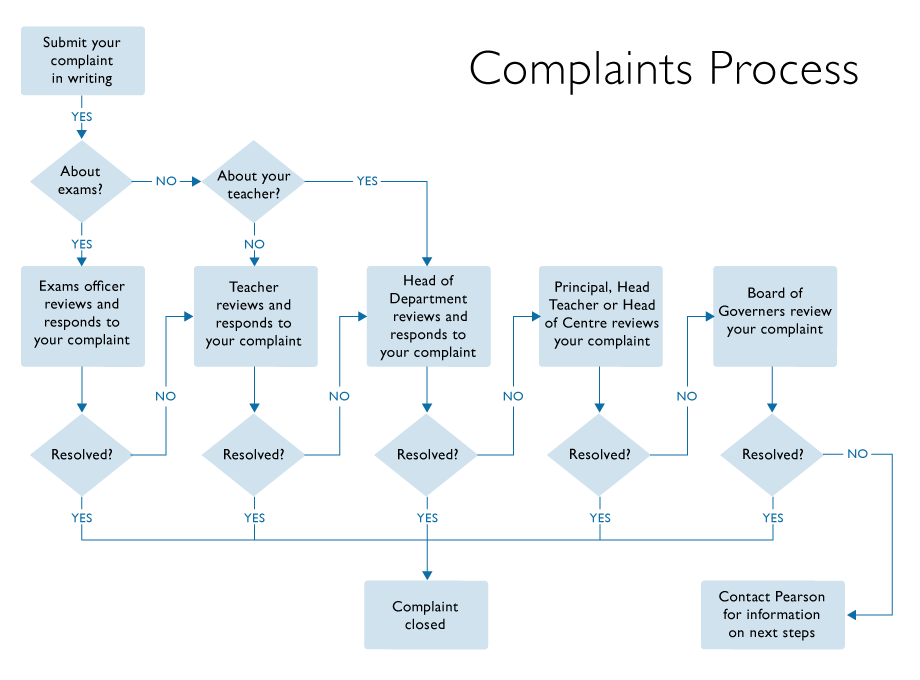 Complaints Process
Submit your
complaint
in writing
YES
About
exams?
NO
About your
teacher?
YES
YES
NO
Exams officer
reviews and
responds to
your complaint
Teacher
reviews and
responds to
your complaint
Head of
Department
reviews and
responds to
your complaint
Principal, Head
Teacher or Head
of Centre reviews
your complaint
Board of
Governers review
your complaint
NO
NO
NO
NO
Resolved?
Resolved?
Resolved?
Resolved?
Resolved?
NO
YES
YES
YES
YES
YES
Complaint
closed
Contact Pearson
for information
on next steps